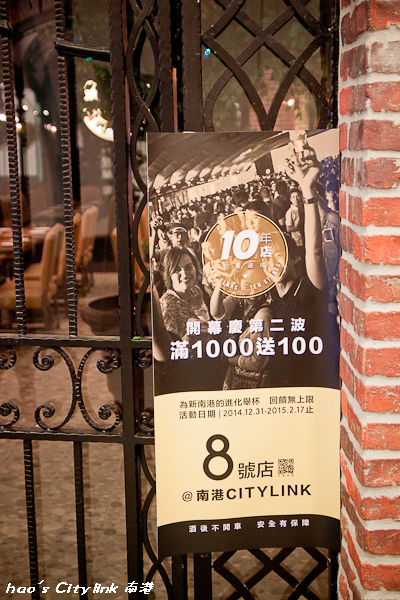 10年
店
開幕慶第二波
滿1000送100
為新南港的進化舉杯 回饋無上限
活動日期 | 2014.12.31-2015.2.17止
8號店
@南港CITYLINK
酒後不開車 安全有保障
hao's Citylink 南港